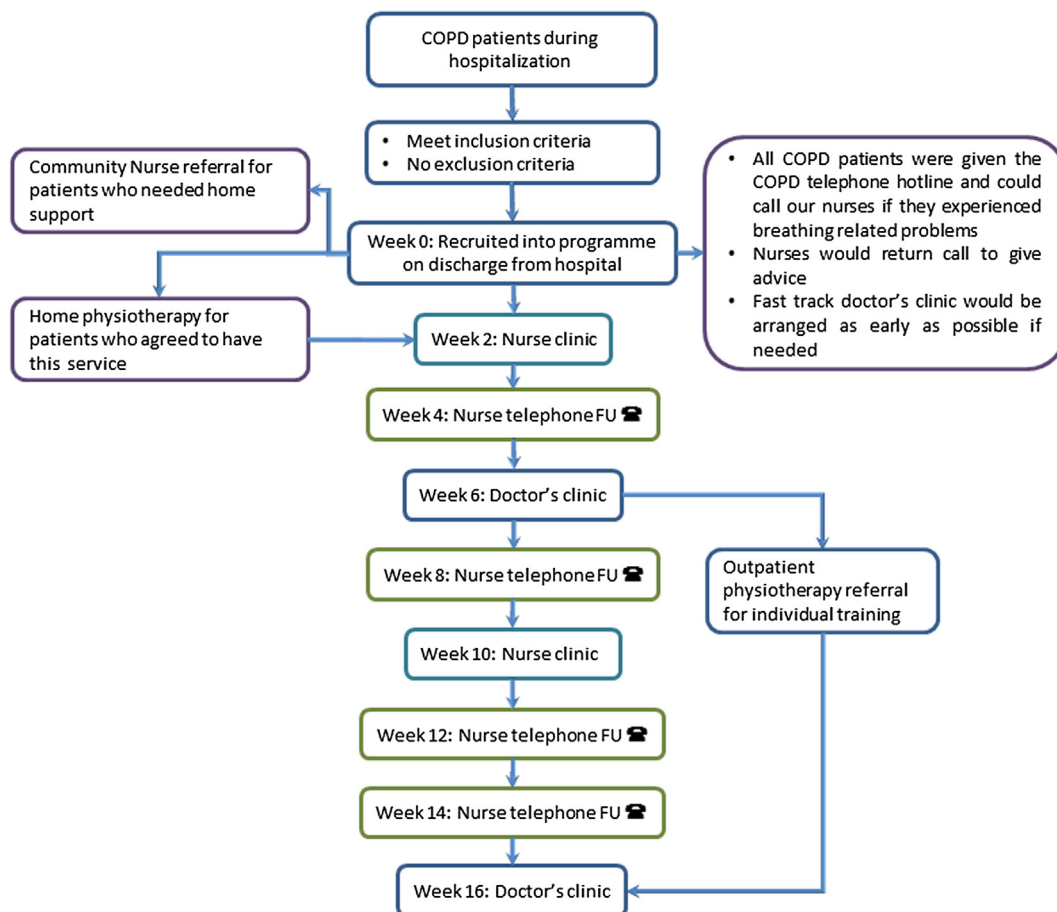 COPD patients during
hospitalization
• Meet inclusion criteria
• No exclusion criteria
Community Nurse referral for
patients who needed home
support
• All COPD patients were given the
COPD telephone hotline and could
call our nurses if they experienced
breathing related problems
• Nurses would return call to give
advice
• Fast track doctor's clinic would be
arranged as early as possible if
needed
Week 0: Recruited into programme
on discharge from hospital
Home physiotherapy for
patients who agreed to have
this service
Week 2: Nurse clinic
Week 4: Nurse telephone FU ☎
Week 6: Doctor's clinic
Week 8: Nurse telephone FU ☎
Outpatient
physiotherapy referral
for individual training
Week 10: Nurse clinic
Week 12: Nurse telephone FU ☎
Week 14: Nurse telephone FU ☎
Week 16: Doctor's clinic